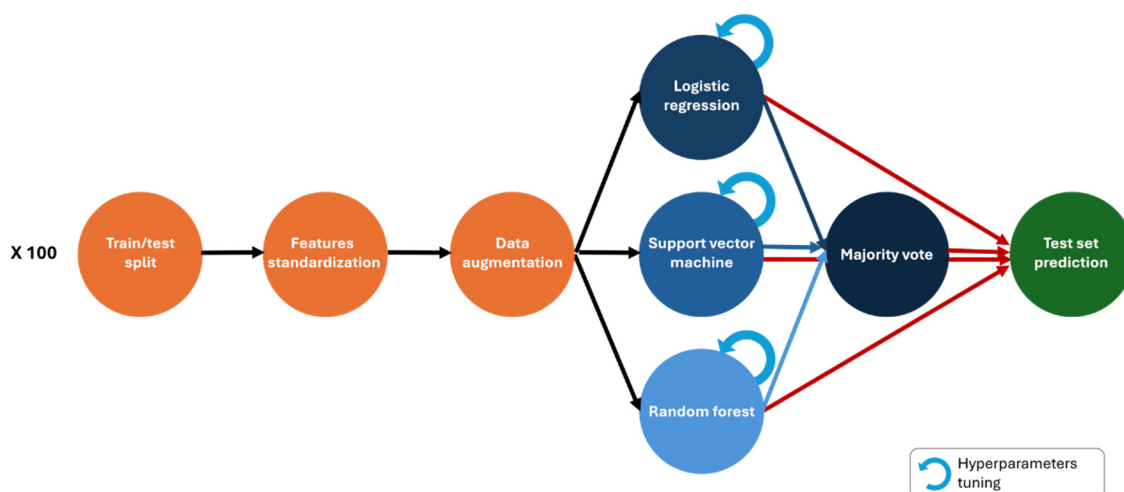 X 100
Train/test
split
Features
standardization
Data
augmentation
Logistic
regression
Support vector
machine
Random forest
Majority vote
Test set
prediction
Hyperparameters
tuning